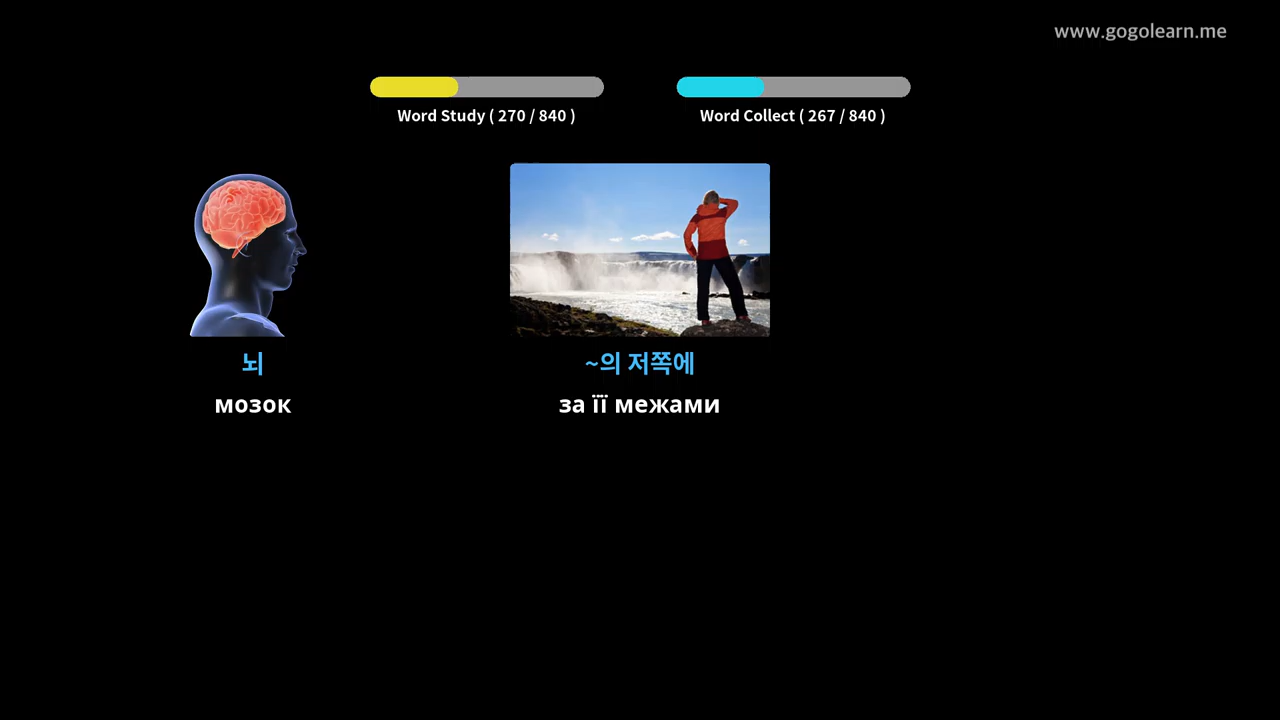 www.gogolearn.me
Word Study ( 270 / 840 )
Word Collect ( 267 / 840 )
뇌
мозок
~의 저쪽에
за її межами